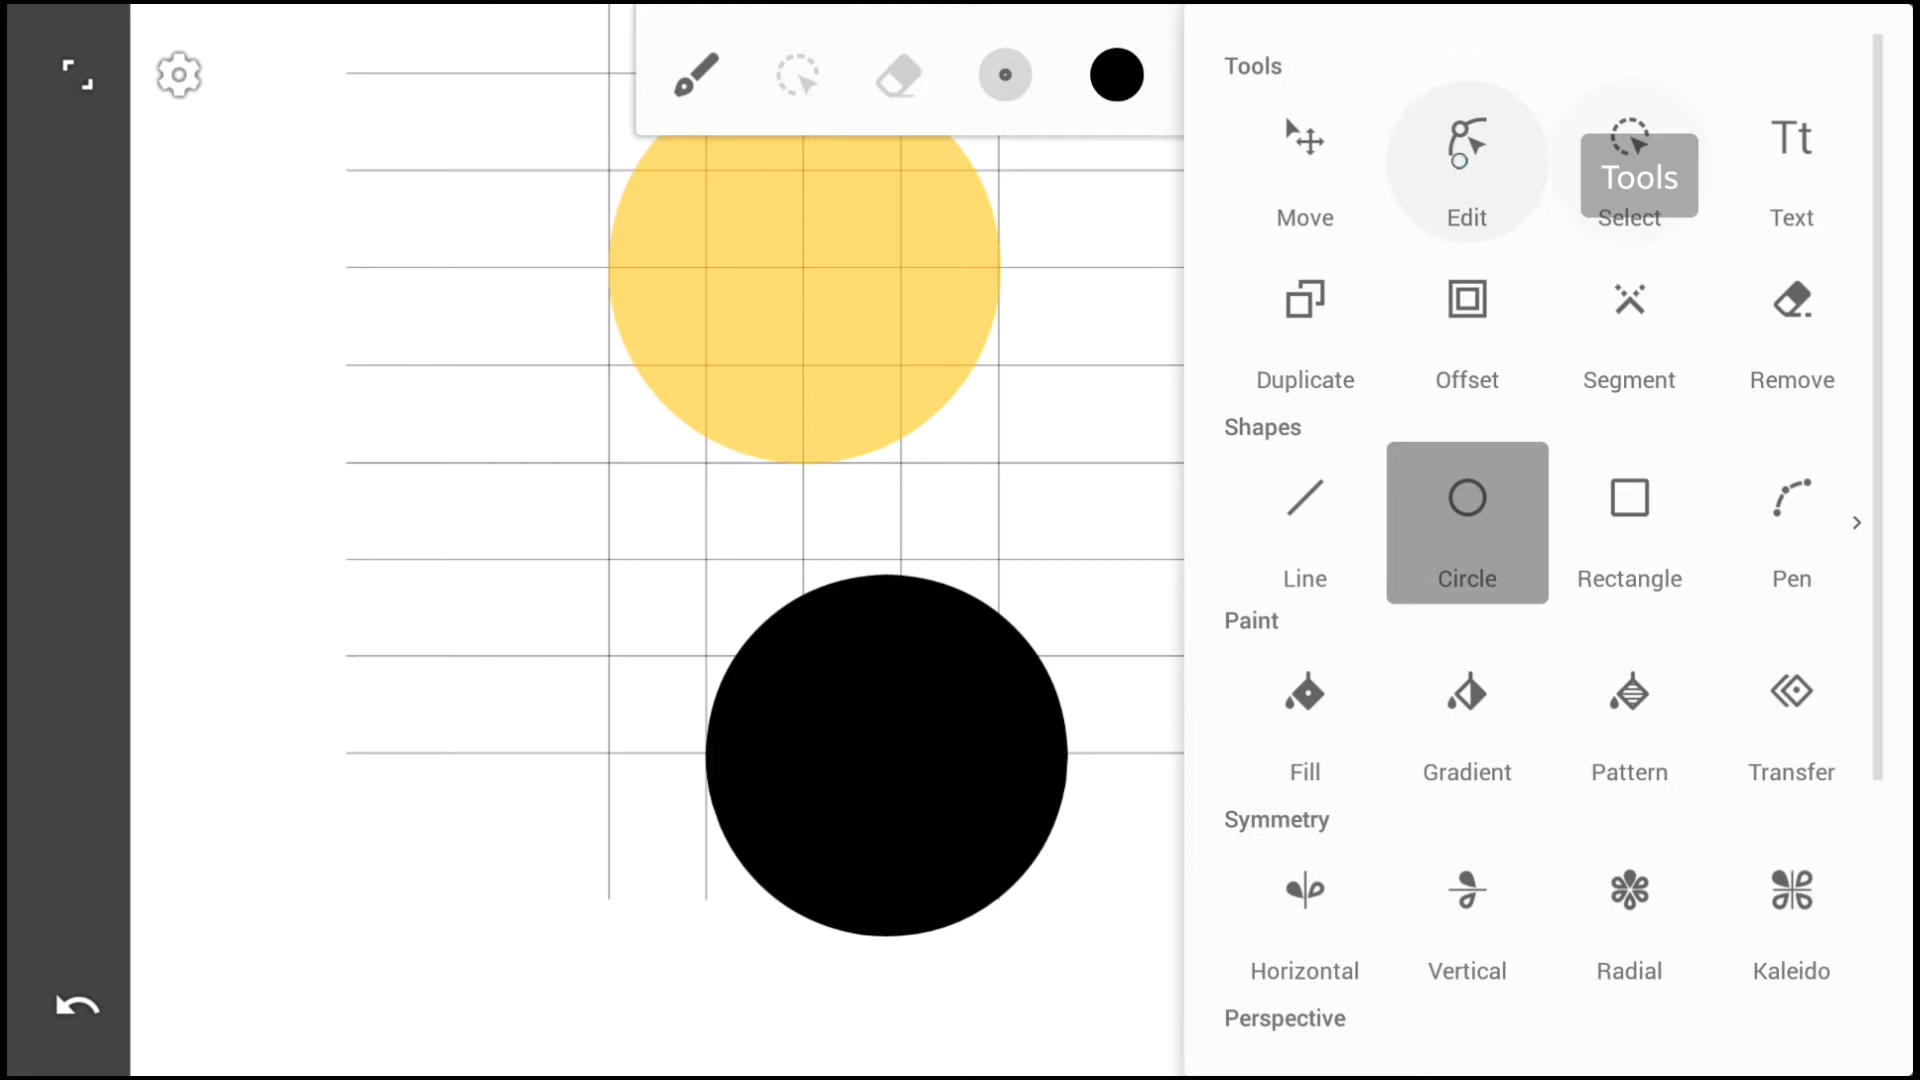 Tools
Tools
Move
Edit
Select
Tt
Text
Duplicate
Offset
Segment
Remove
Shapes
Line
Circle
Rectangle
Pen
Paint
Fill
Gradient
Pattern
Transfer
Symmetry
Horizontal
Vertical
Radial
Kaleido
Perspective